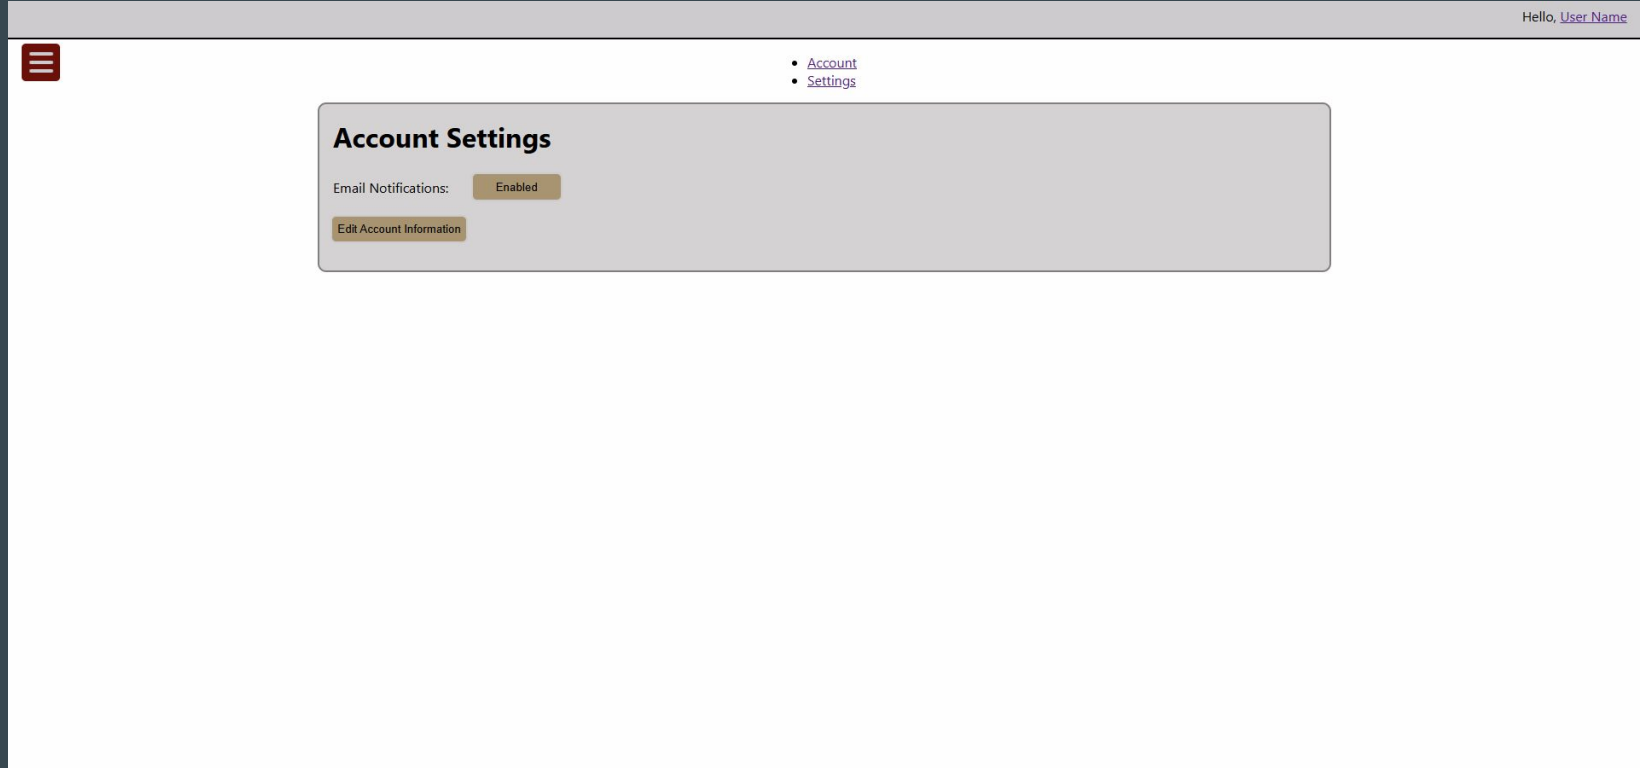 Hello, User Name
Account
Settings
Account Settings
Email Notifications: Enabled
Edit Account Information